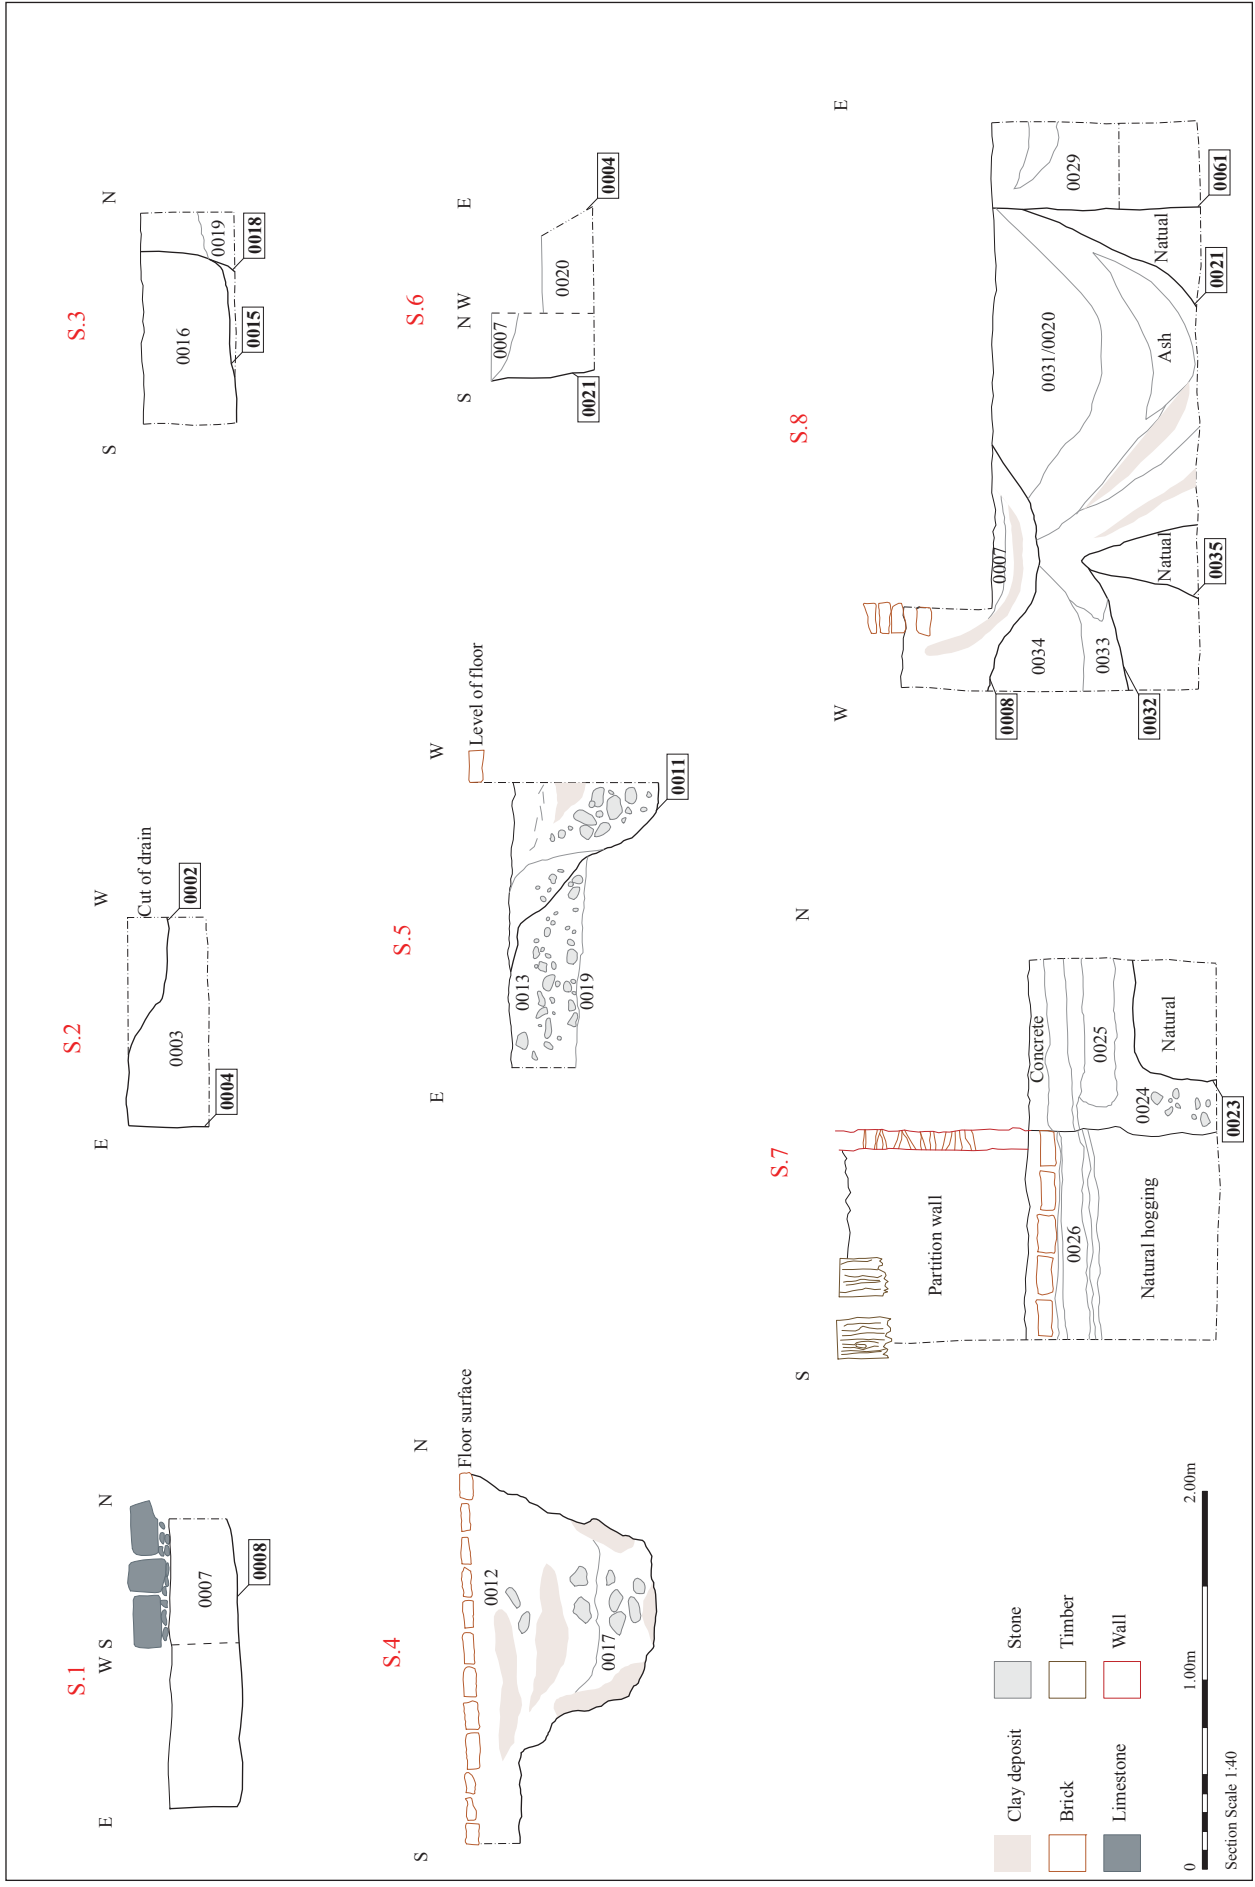 S.1
E
W S
N
0007
0008
S.2
E
W
Cut of drain
0003
0002
0004
S.3
S
N
0016
0019
0018
0015
S.4
S
N
Floor surface
0012
0017
S.5
E
W
Level of floor
0013
0019
0011
S.6
S
N W
E
0007
0020
0004
0021
S.7
S
N
Partition wall
Concrete
0026
0025
0024
Natural
Natural hogging
0023
S.8
W
E
0007
0031/0020
0029
0034
0033
Ash
Natual
Natual
0008
0032
0035
0021
0061
Clay deposit
Stone
Brick
Timber
Limestone
Wall
0
1.00m
2.00m
Section Scale 1:40